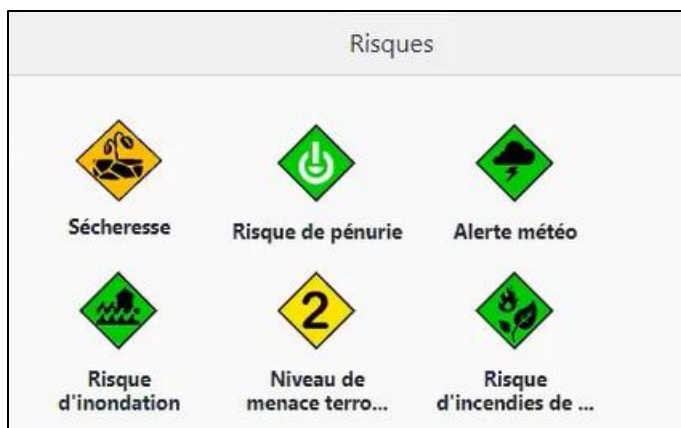 Risques
Sécheresse
Risque de pénurie
Alerte météo
2
Risque
d'inondation
Niveau de
menace terro...
Risque
d'incendies de ...